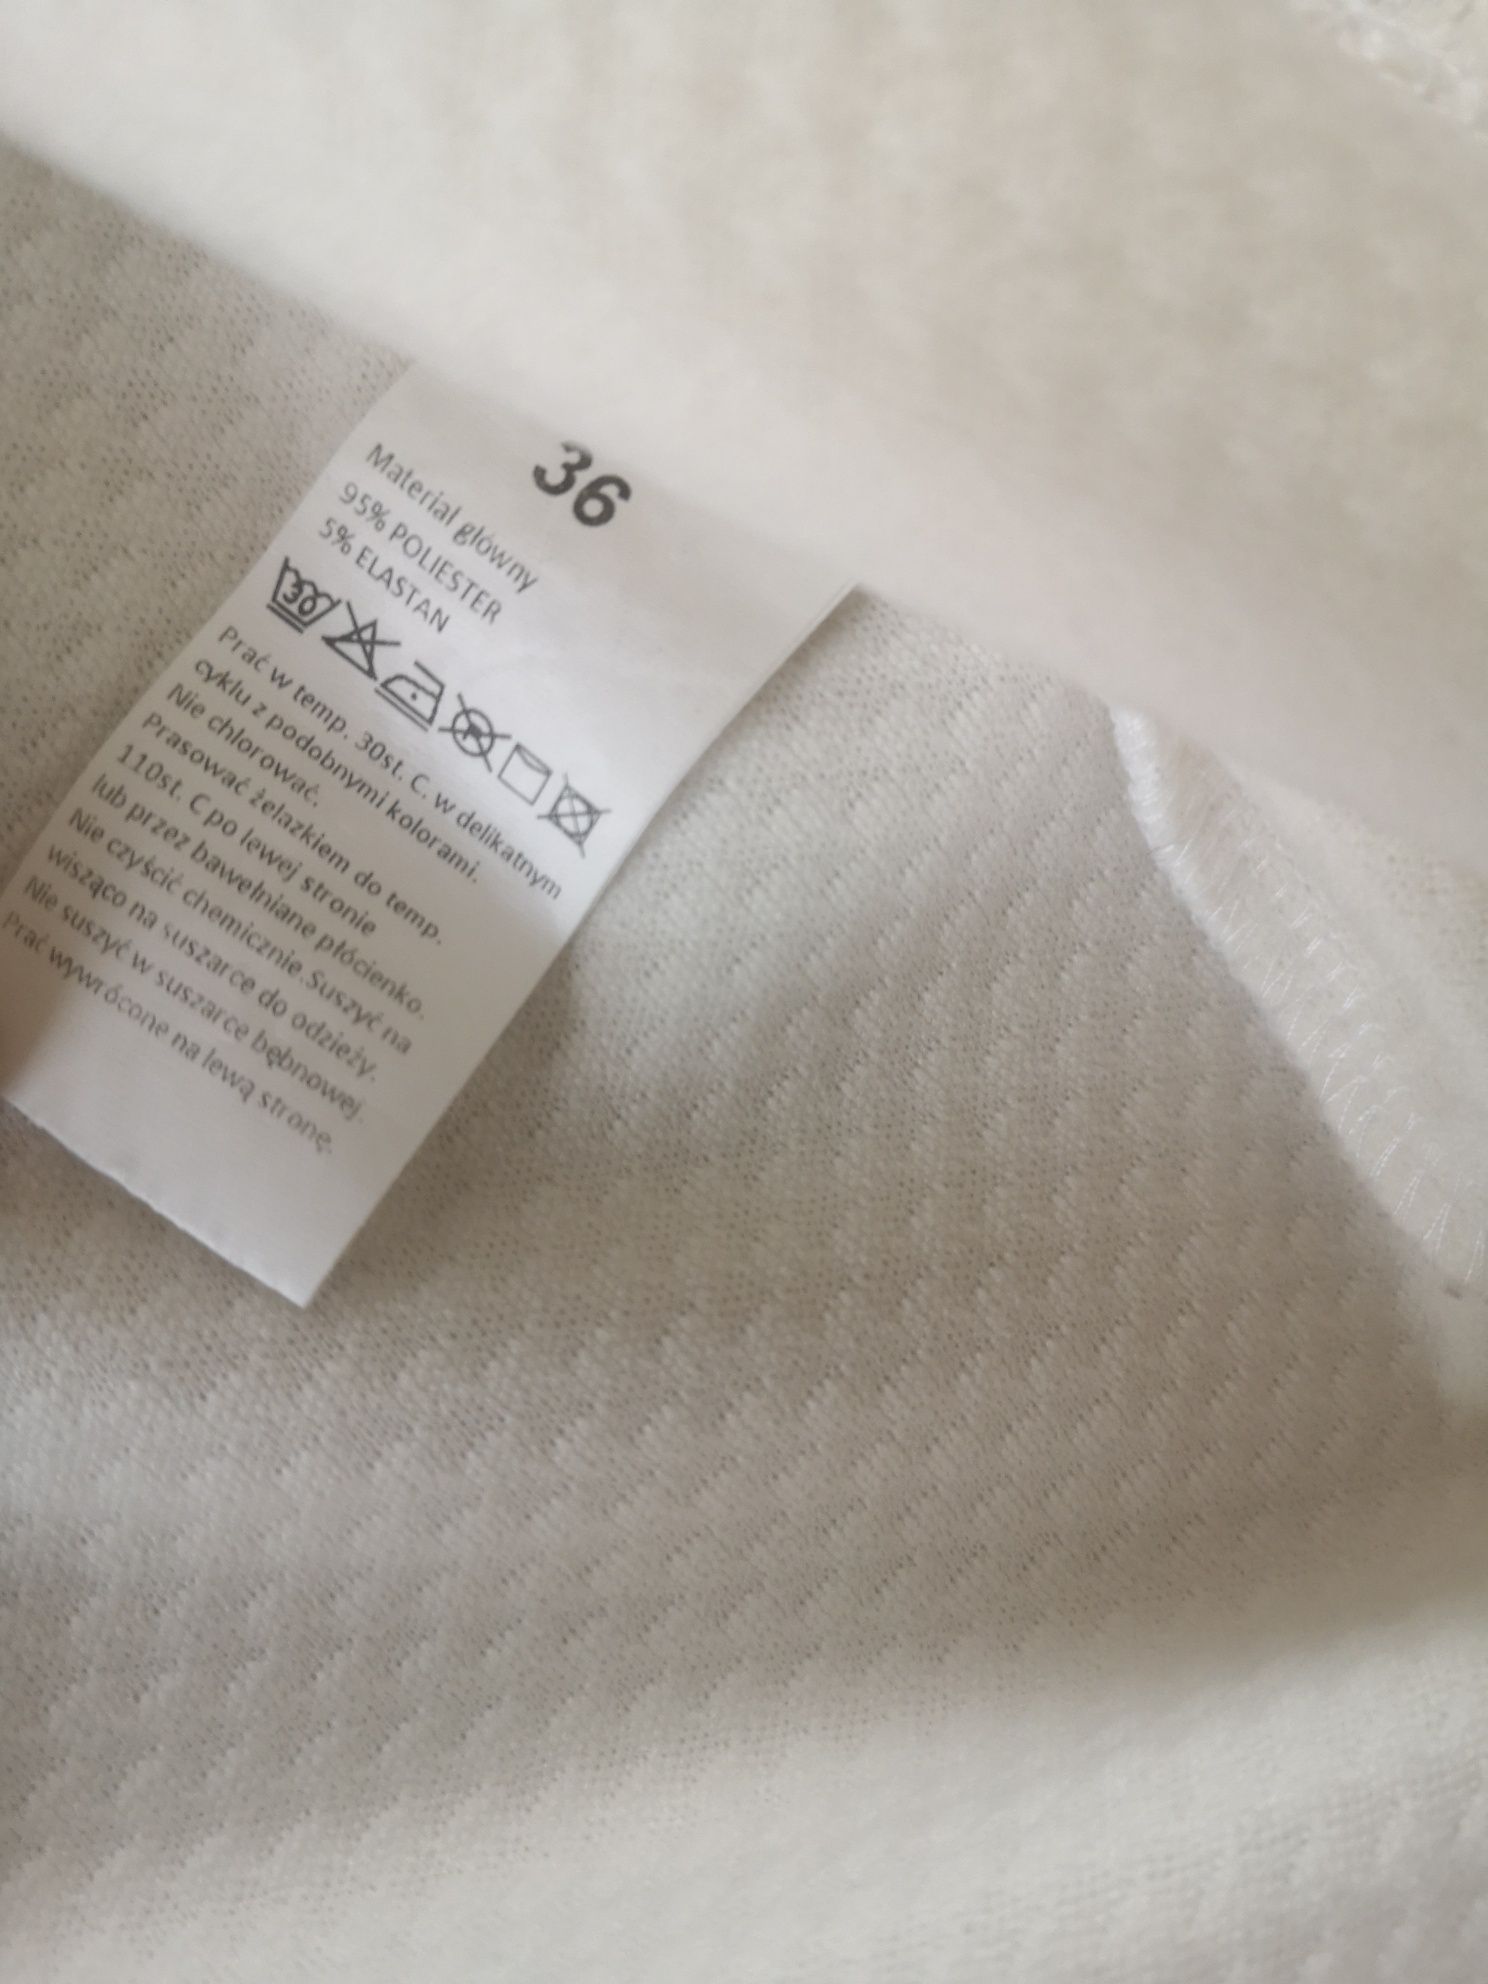 36
Materiał główny
95% POLIESTER
5% ELASTAN
30
P
Prać w temp. 30st. C. w delikatnym
cyklu z podobnymi kolorami.
Nie chlorować.
Prasować żelazkiem do temp.
110st. C po lewej stronie
lub przez bawełniane płócienko.
Nie czyścić chemicznie.Suszyć na
wisząco na suszarce do odzieży.
Nie suszyć w suszarce bębnowej.
Prać wywrócone na lewą stronę.